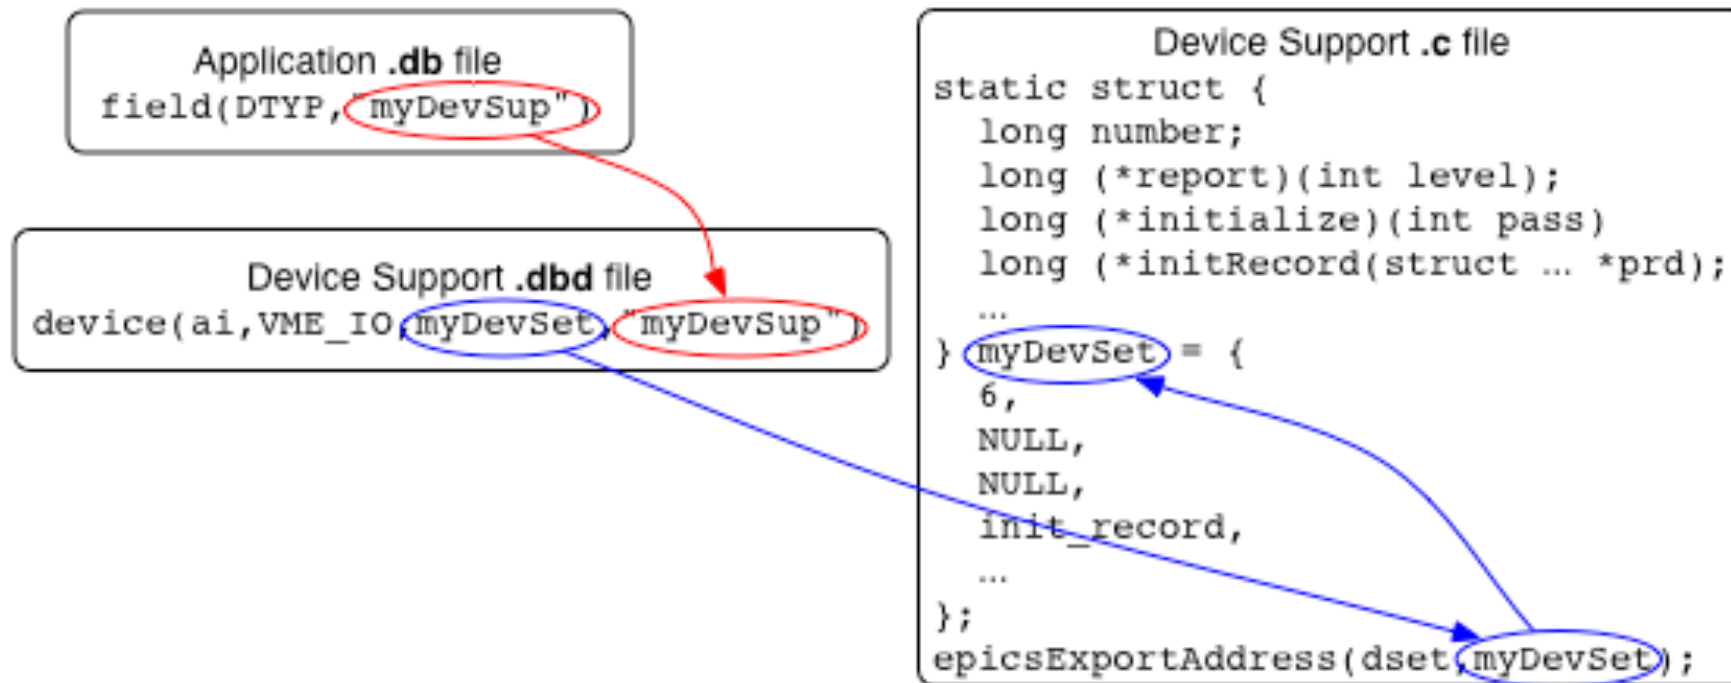 Application .db file
field(DTYP,"myDevSup")
Device Support .dbd file
device(ai,VME_IO,myDevSet,"myDevSup")
Device Support .c file
static struct {
long number;
long (*report)(int level);
long (*initialize)(int pass)
long (*initRecord(struct … *prd);
…
} myDevSet = {
6,
NULL,
NULL,
init_record,
…
};
epicsExportAddress(dset,myDevSet);